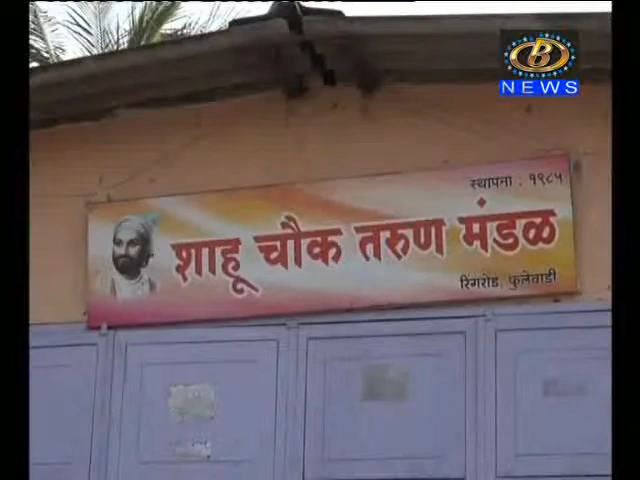 B
NEWS
स्थापना : १९८५
शाहू चौक तरुण मंडळ
रिंगरोड, फुलेवाडी